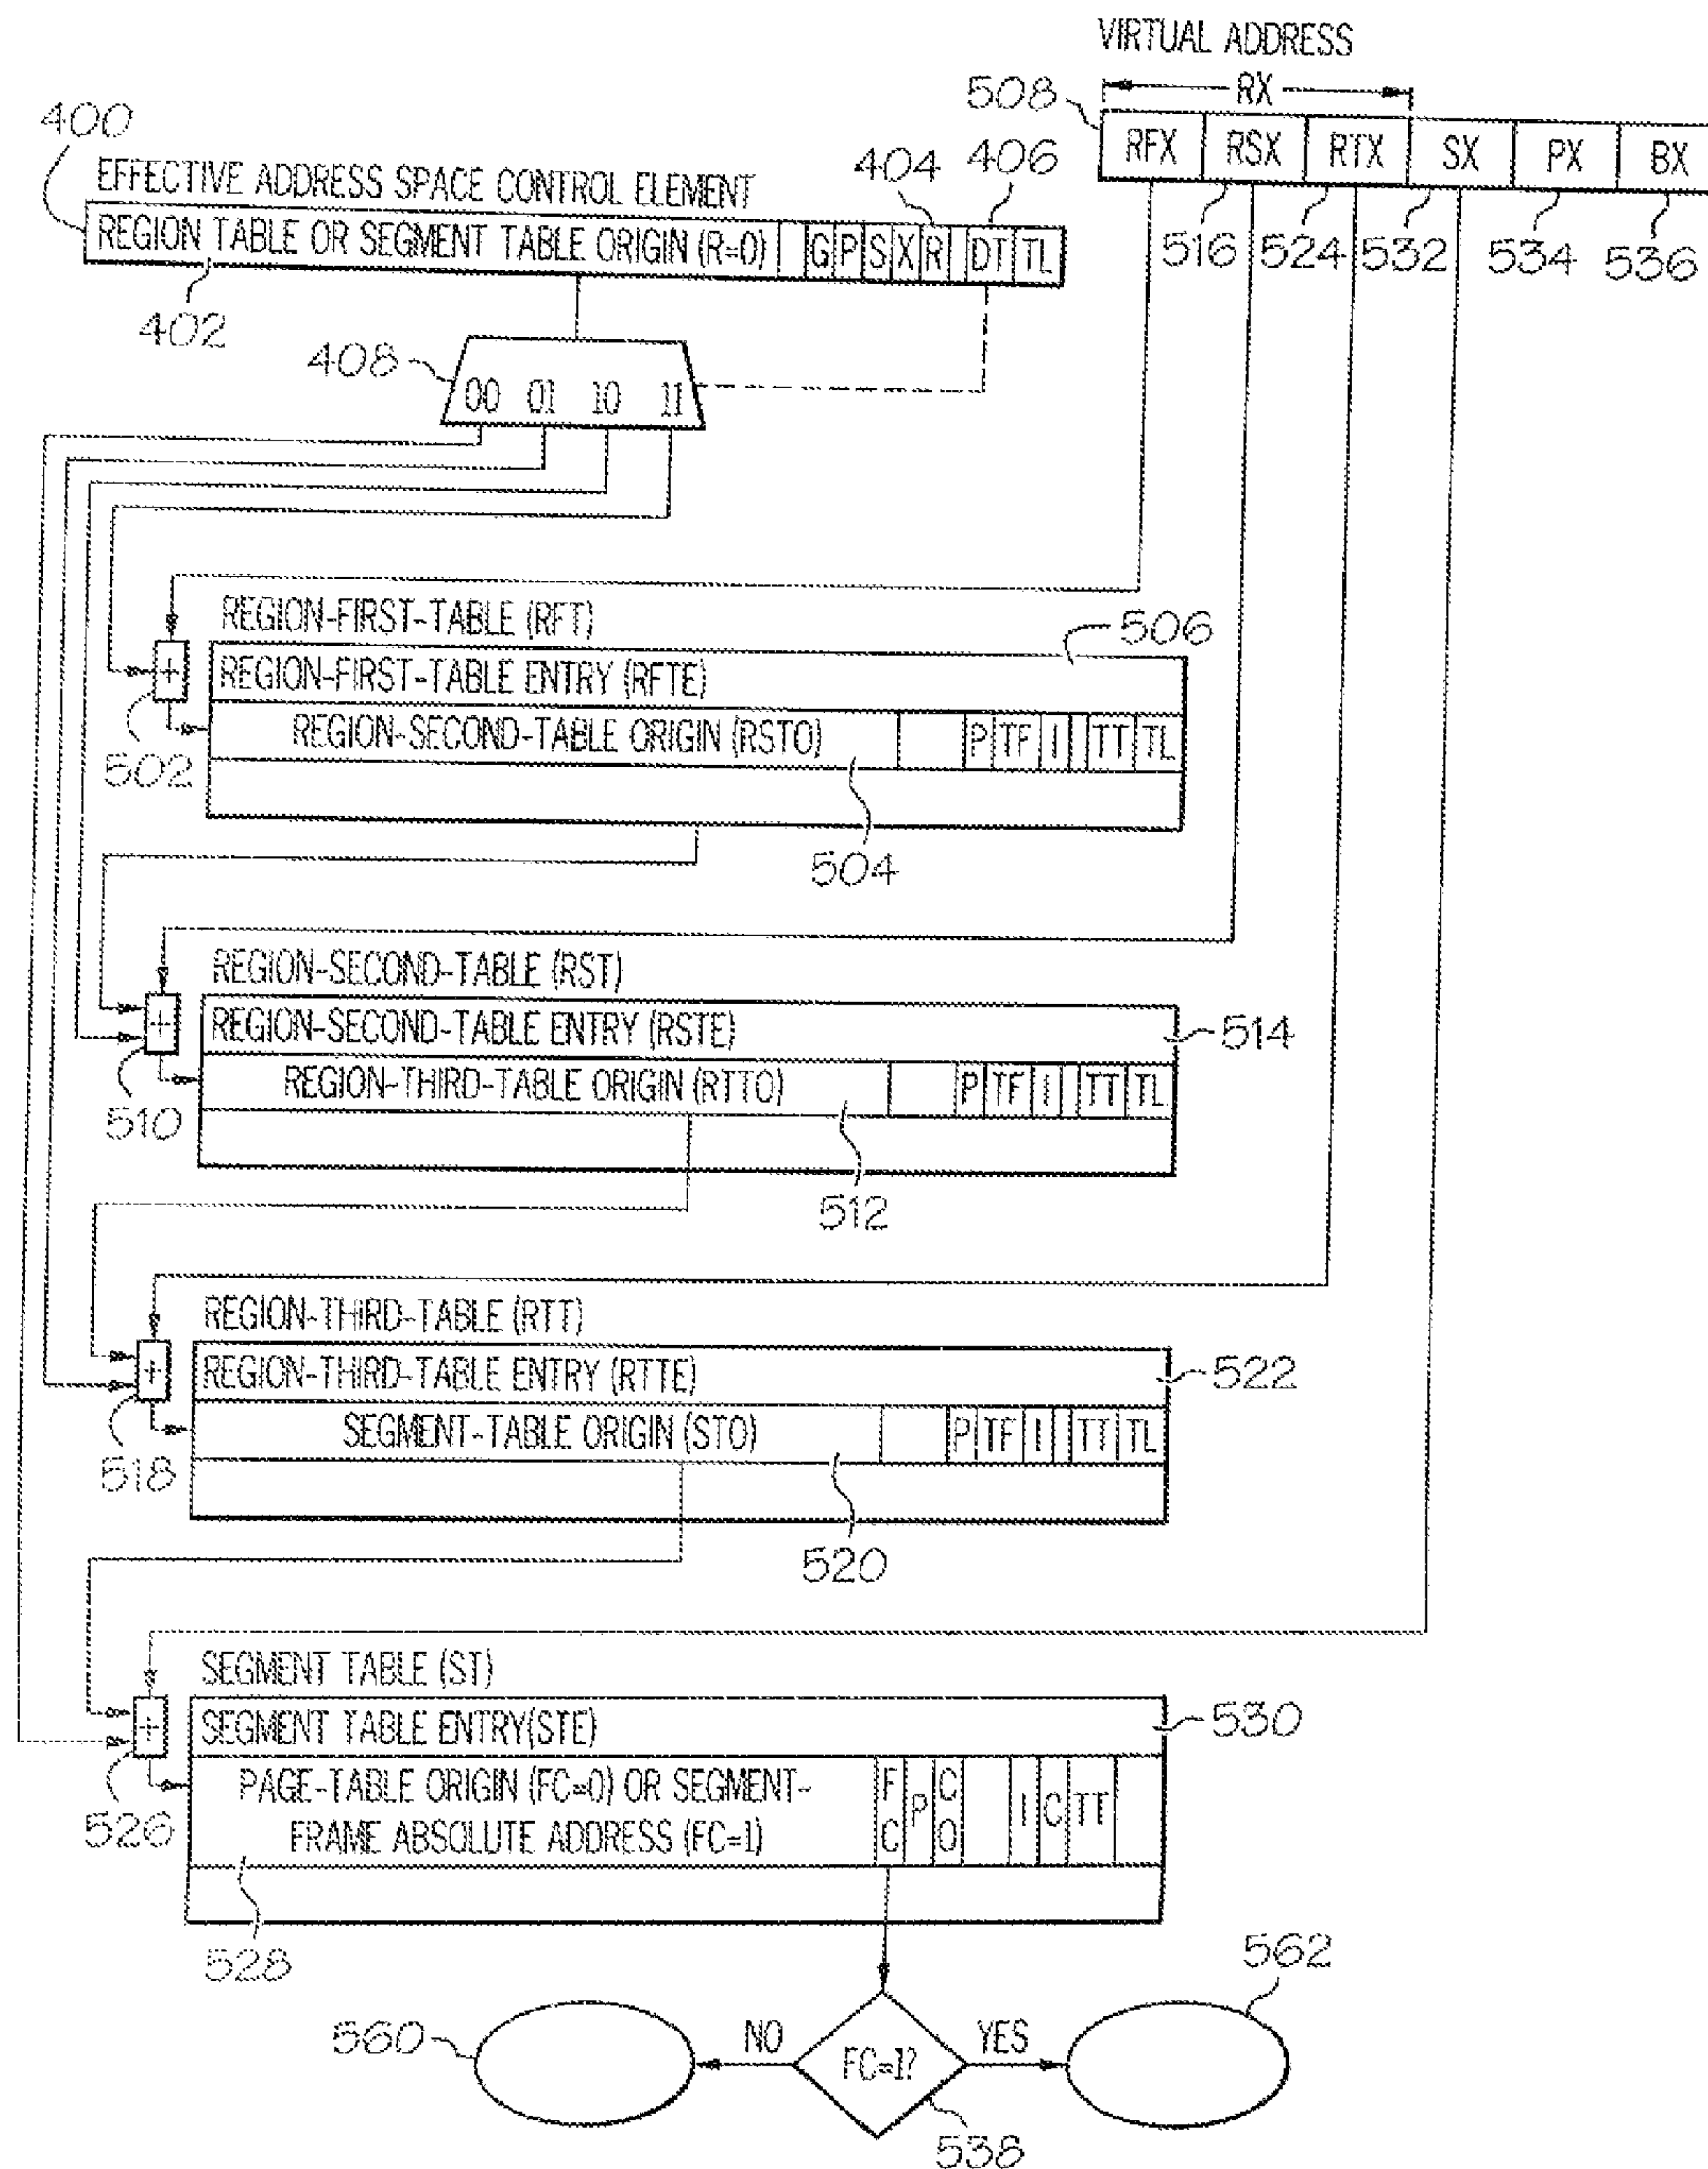 VIRTUAL ADDRESS
508 RX
RFX RSX RTX SX PX BX
516 524 532 534 536
400
404 406
EFFECTIVE ADDRESS SPACE CONTROL ELEMENT
REGION TABLE OR SEGMENT TABLE ORIGIN (R=0) G P S X R DT TL
402
408
00 01 10 11
REGION-FIRST-TABLE (RFT)
506
+
REGION-FIRST-TABLE ENTRY (RFTE)
REGION-SECOND-TABLE ORIGIN (RSTO) P TF I TT TL
502
504
REGION-SECOND-TABLE (RST)
+
REGION-SECOND-TABLE ENTRY (RSTE)
514
REGION-THIRD-TABLE ORIGIN (RTTO) P TF I TT TL
510
512
REGION-THIRD-TABLE (RTT)
+
REGION-THIRD-TABLE ENTRY (RTTE)
522
SEGMENT-TABLE ORIGIN (STO) P TF I TT TL
518
520
SEGMENT TABLE (ST)
+
SEGMENT TABLE ENTRY(STE)
530
PAGE-TABLE ORIGIN (FC=0) OR SEGMENT-
FRAME ABSOLUTE ADDRESS (FC=1)
FC P CO I C TT
526
528
562
560
NO
FC=1?
YES
538